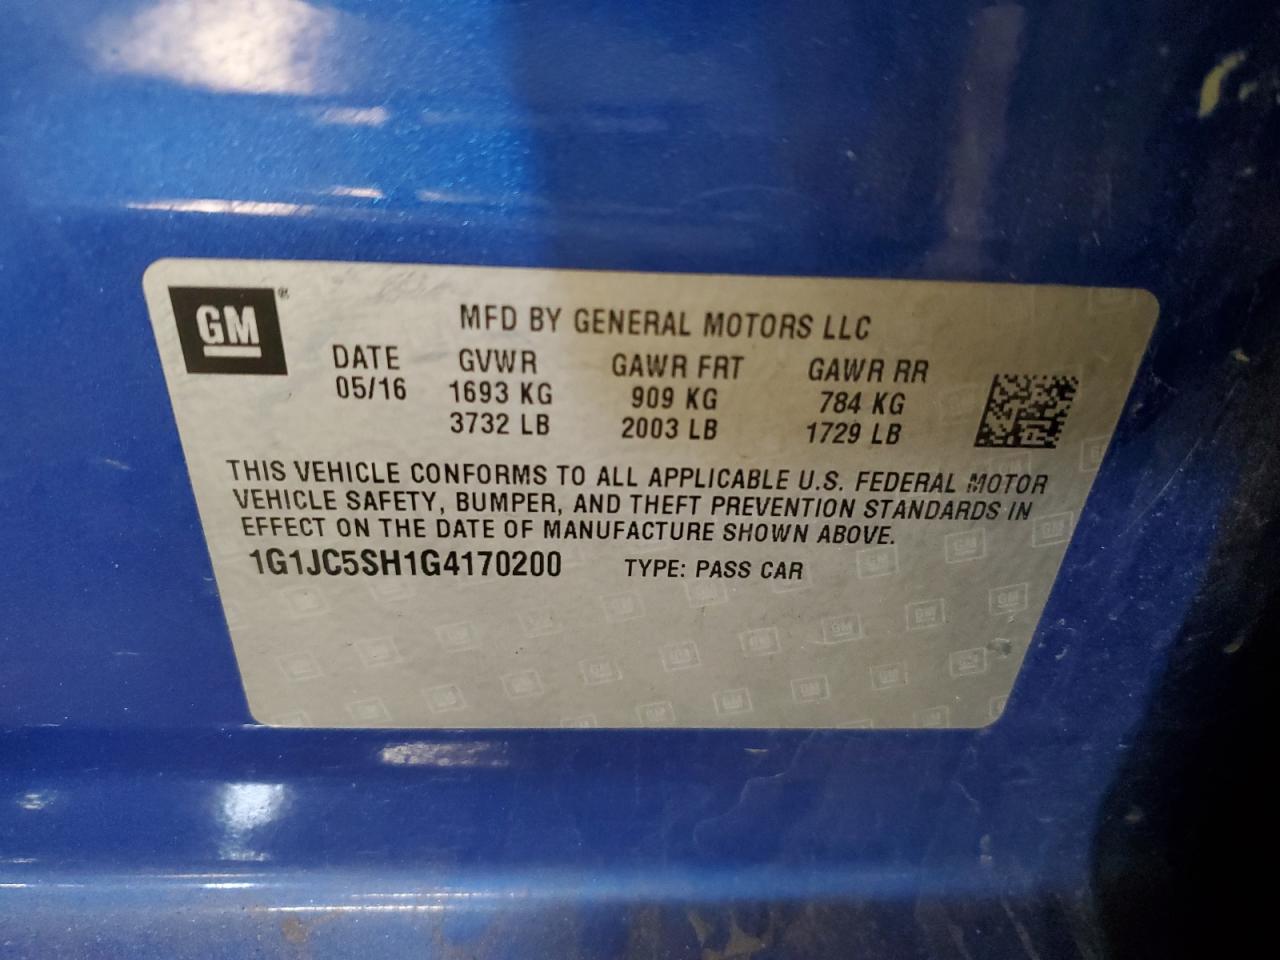 GM®
MFD BY GENERAL MOTORS LLC
DATE GVWR GAWR FRT GAWR RR
05/16 1693 KG 909 KG 784 KG
3732 LB 2003 LB 1729 LB
THIS VEHICLE CONFORMS TO ALL APPLICABLE U.S. FEDERAL MOTOR
VEHICLE SAFETY, BUMPER, AND THEFT PREVENTION STANDARDS IN
EFFECT ON THE DATE OF MANUFACTURE SHOWN ABOVE.
1G1JC5SH1G4170200 TYPE: PASS CAR